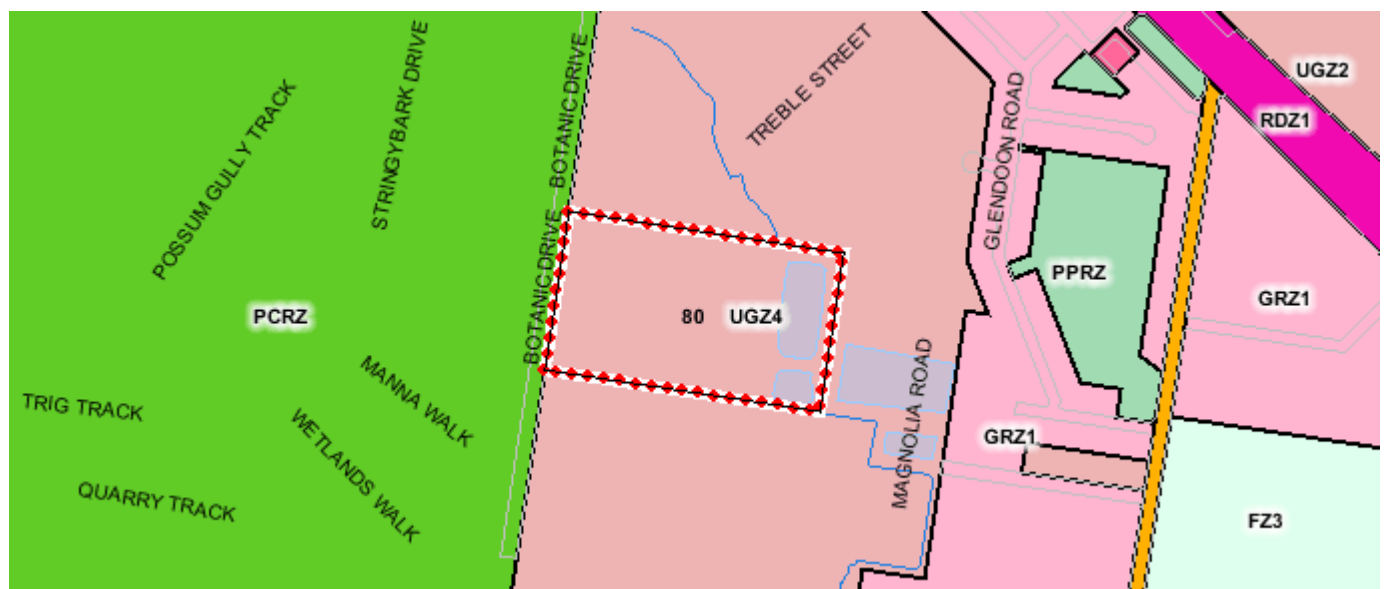 UGZ2
RDZ1
TREBLE STREET
BOTANIC DRIVE
STRINGYBARK DRIVE
POSSUM GULLY TRACK
GLENDOON ROAD
PPRZ
GRZ1
BOTANIC DRIVE
PCRZ
80 UGZ4
MANNA WALK
MAGNOLIA ROAD
TRIG TRACK
WETLANDS WALK
GRZ1
QUARRY TRACK
FZ3